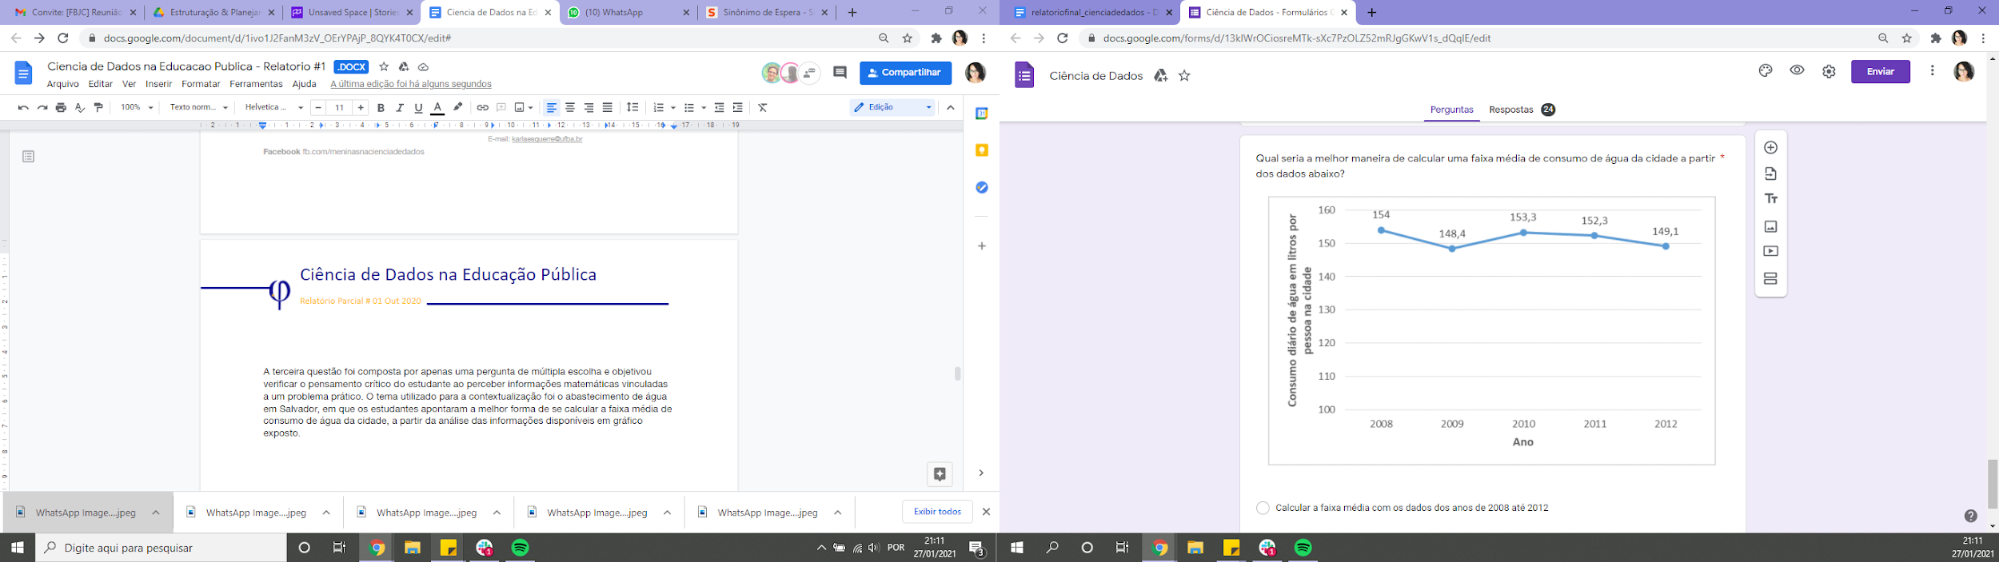 Convite: [FBJC] Reunião
Estruturação & Planeja
Unsaved Space | Stories
Ciencia de Dados na Ed
(10) WhatsApp
Sinônimo de Espera - S
docs.google.com/document/d/1ivo1J2FanM3zV_OErYPAjP_8QYK4T0CX/edit#
Ciencia de Dados na Educacao Publica - Relatorio #1 .DOCX
Compartilhar
Arquivo Editar Ver Inserir Formatar Ferramentas Ajuda A última edição foi há alguns segundos
100% Texto norm... Helvetica ... 11 Edição
E-mail: karlaesquerre@ufba.br
Facebook fb.com/meninasnacienciadedados
Ciência de Dados na Educação Pública
Relatório Parcial # 01 Out 2020
A terceira questão foi composta por apenas uma pergunta de múltipla escolha e objetivou
verificar o pensamento crítico do estudante ao perceber informações matemáticas vinculadas
a um problema prático. O tema utilizado para a contextualização foi o abastecimento de água
em Salvador, em que os estudantes apontaram a melhor forma de se calcular a faixa média de
consumo de água da cidade, a partir da análise das informações disponíveis em gráfico
exposto.
WhatsApp Image....jpeg
WhatsApp Image....jpeg
WhatsApp Image....jpeg
WhatsApp Image....jpeg
WhatsApp Image....jpeg
Exibir todos
Digite aqui para pesquisar
POR
21:11
27/01/2021
3
relatoriofinal_cienciadedados - D
Ciência de Dados - Formulários G
docs.google.com/forms/d/13kIWrOCiosreMTk-sXc7PzOLZ52mRJgGKwV1s_dQqIE/edit
Ciência de Dados
Enviar
Perguntas Respostas 24
Qual seria a melhor maneira de calcular uma faixa média de consumo de água da cidade a partir *
dos dados abaixo?
Consumo diário de água em litros por
pessoa na cidade
160
150
140
130
120
110
100
154
148,4
153,3
152,3
149,1
2008 2009 2010 2011 2012
Ano
Calcular a faixa média com os dados dos anos de 2008 até 2012
21:11
27/01/2021